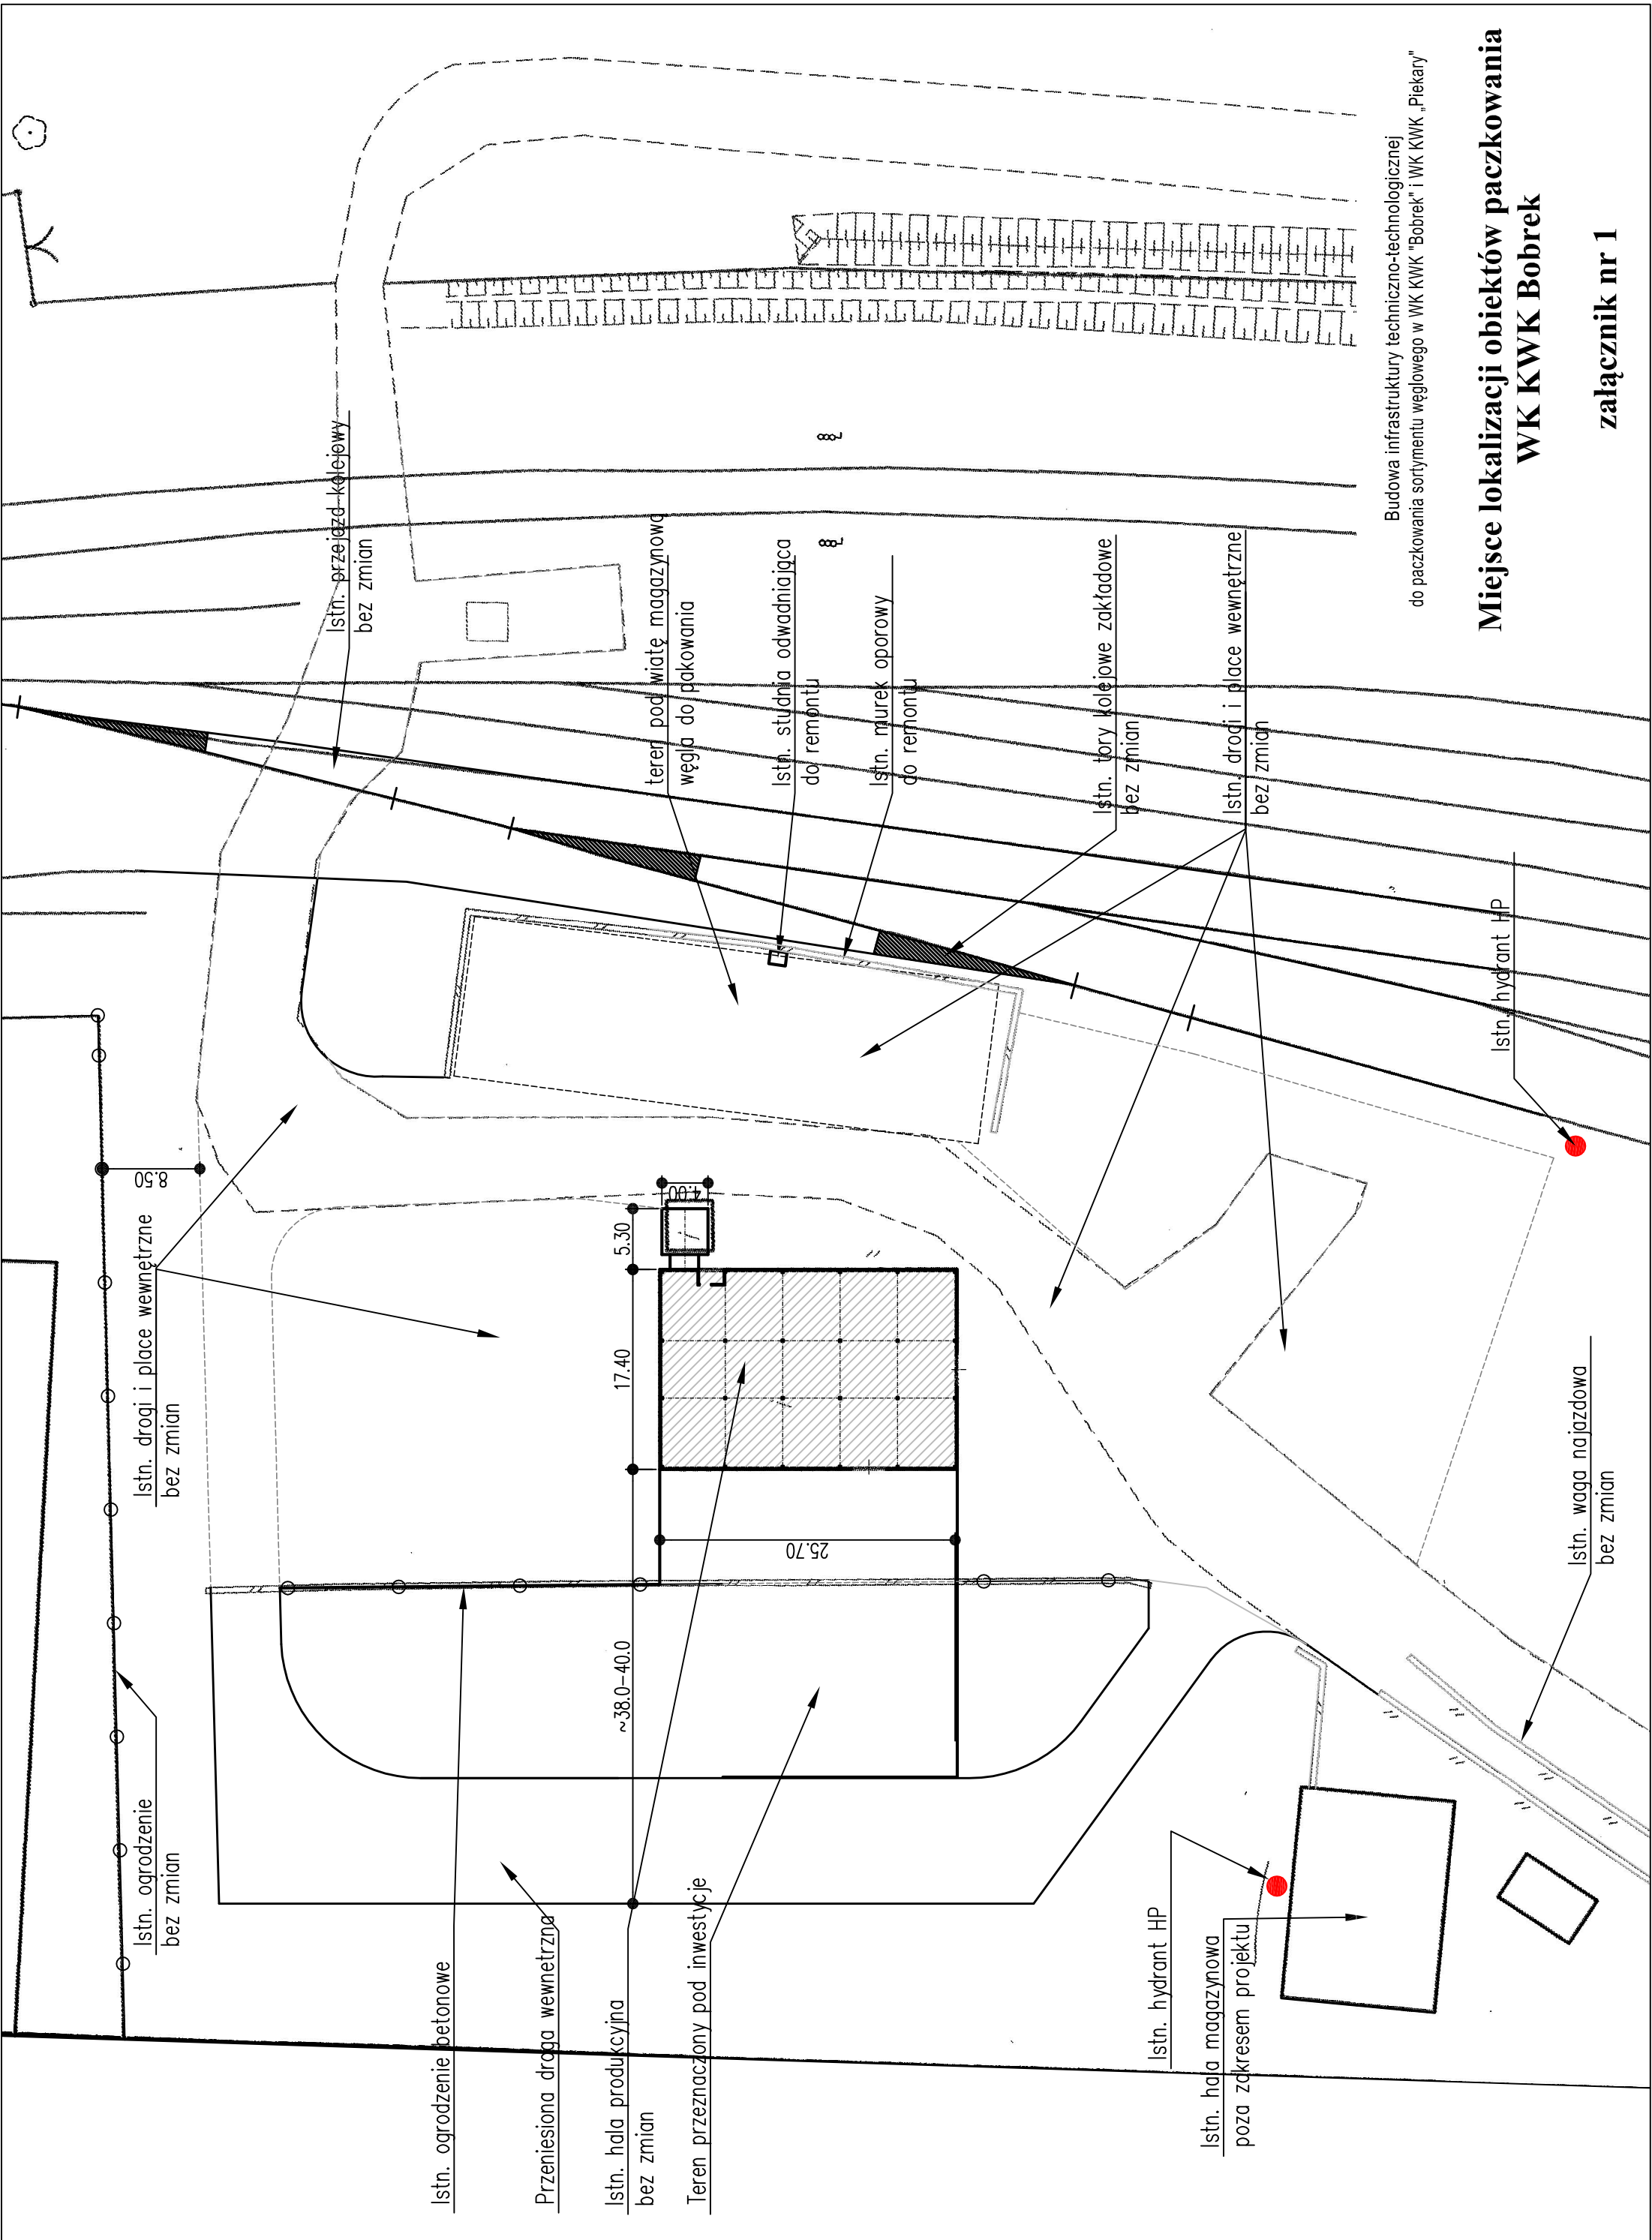 Istn. ogrodzenie
bez zmian
Istn. drogi i place wewnętrzne
bez zmian
8.50
Istn. przejazd kolejowy
bez zmian
Istn. ogrodzenie betonowe
Przeniesiona droga wewnetrzna
Istn. hala produkcyjna
bez zmian
Teren przeznaczony pod inwestycje
~38.0-40.0
17.40
5.30
4.00
25.70
teren pod wiatę magazynową
węgla do pakowania
Istn. studnia odwadniająca
do remontu
Istn. murek oporowy
do remontu
Istn. tory kolejowe zakładowe
bez zmian
Istn. drogi i place wewnętrzne
bez zmian
Istn. hydrant HP
Istn. hala magazynowa
poza zakresem projektu
Istn. hydrant HP
Istn. waga najazdowa
bez zmian
Budowa infrastruktury techniczno-technologicznej
do paczkowania sortymentu węglowego w WK KWK "Bobrek" i WK KWK „Piekary"
Miejsce lokalizacji obiektów paczkowania
WK KWK Bobrek
załącznik nr 1